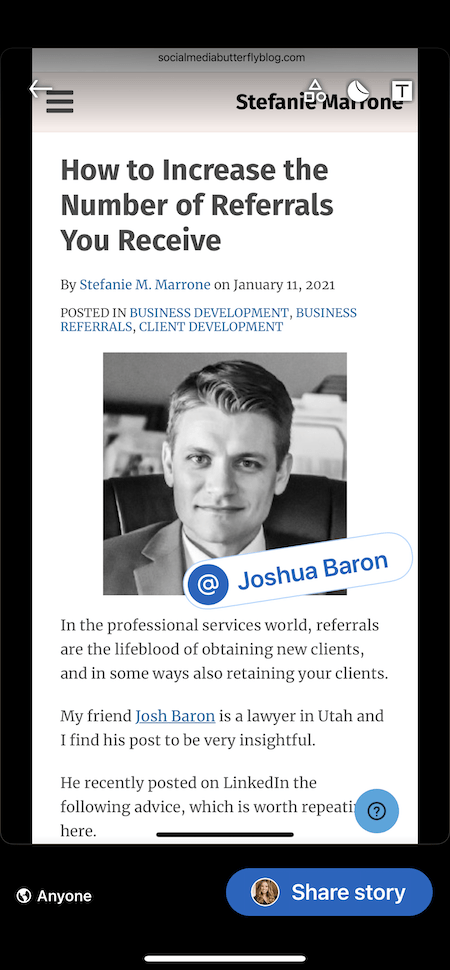 socialmediabutterflyblog.com
Stefanie Marrone
T
How to Increase the
Number of Referrals
You Receive
By Stefanie M. Marrone on January 11, 2021
POSTED IN BUSINESS DEVELOPMENT, BUSINESS
REFERRALS, CLIENT DEVELOPMENT
@ Joshua Baron
In the professional services world, referrals
are the lifeblood of obtaining new clients,
and in some ways also retaining your clients.
My friend Josh Baron is a lawyer in Utah and
I find his post to be very insightful.
He recently posted on LinkedIn the
following advice, which is worth repeatin
here.
?
Anyone
Share story